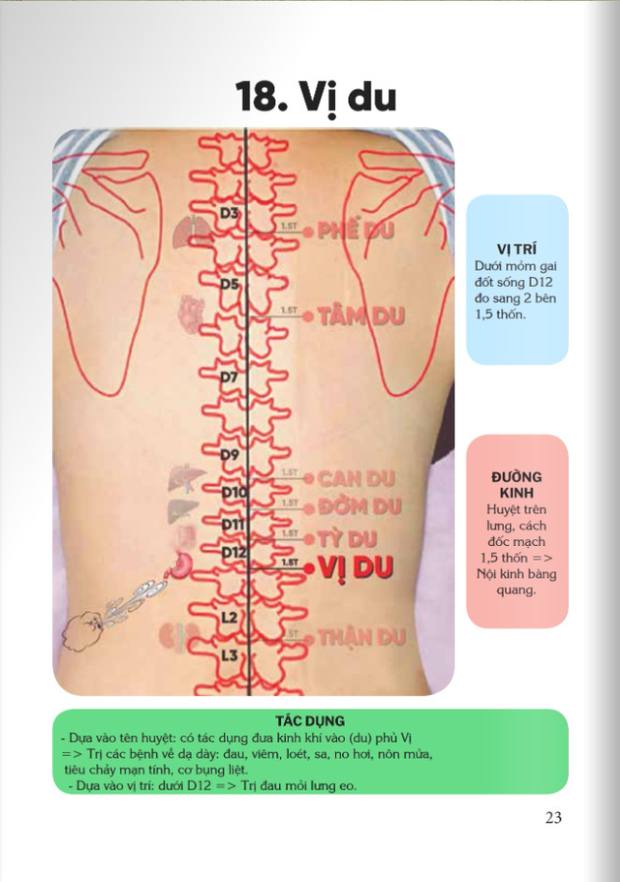 18. Vị du
D3
1.5T
PHẾ DU
D5
1.5T
TÂM DU
D7
D9
1.5T
CAN DU
D10
1.5T
ĐỞM DU
D11
1.5T
TỲ DU
D12
1.5T
VỊ DU
L2
1.5T
THẬN DU
L3
VỊ TRÍ
Dưới mỏm gai
đốt sống D12
đo sang 2 bên
1,5 thốn.
ĐƯỜNG
KINH
Huyệt trên
lưng, cách
đốc mạch
1,5 thốn =>
Nội kinh bàng
quang.
TÁC DỤNG
- Dựa vào tên huyệt: có tác dụng đưa kinh khí vào (du) phủ Vị
=> Trị các bệnh về dạ dày: đau, viêm, loét, sa, no hơi, nôn mửa,
tiêu chảy mạn tính, cơ bụng liệt.
- Dựa vào vị trí: dưới D12 => Trị đau mỏi lưng eo.
23